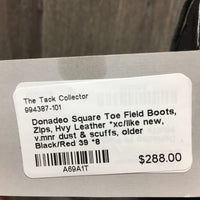 The Tack Collector
994387-101
Donadeo Square Toe Field Boots,
Zips, Hvy Leather *xc/like new,
v.mnr dust & scuffs, older
Black/Red 39 *8
A69A1T
$288.00